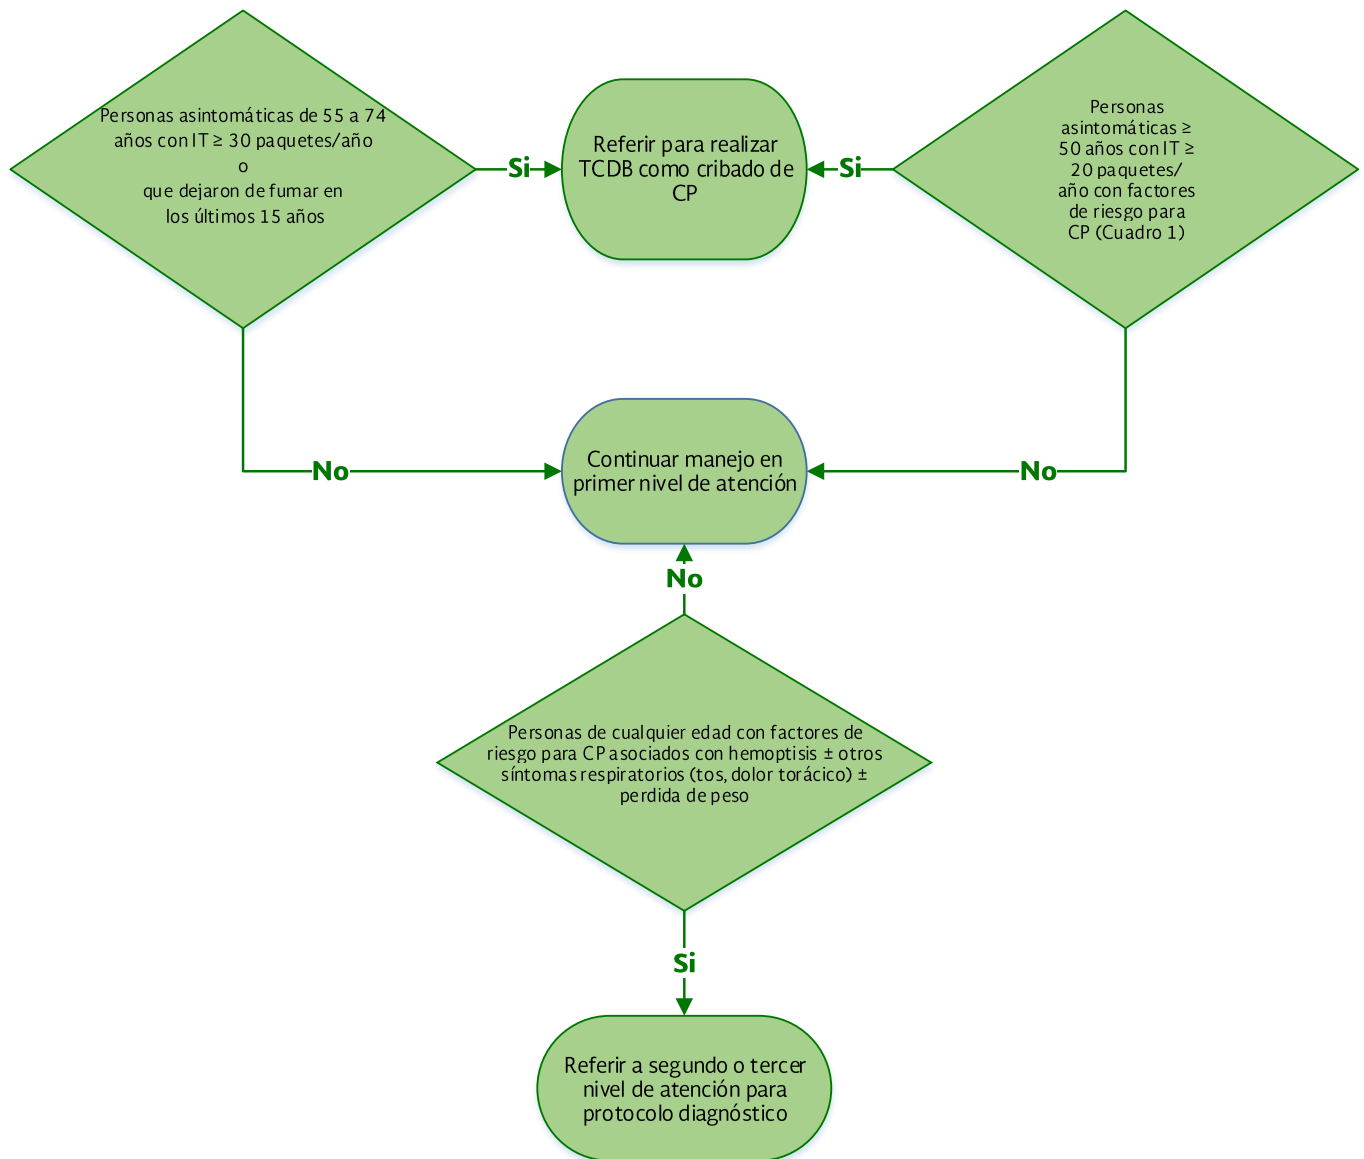 Personas asintomáticas de 55 a 74
años con IT ≥ 30 paquetes/año
o
que dejaron de fumar en
los últimos 15 años
Si
Referir para realizar
TCDB como cribado de
CP
Si
Personas
asintomáticas ≥
50 años con IT ≥
20 paquetes/
año con factores
de riesgo para
CP (Cuadro 1)
No
Continuar manejo en
primer nivel de atención
No
No
Personas de cualquier edad con factores de
riesgo para CP asociados con hemoptisis ± otros
síntomas respiratorios (tos, dolor torácico) ±
perdida de peso
Si
Referir a segundo o tercer
nivel de atención para
protocolo diagnóstico